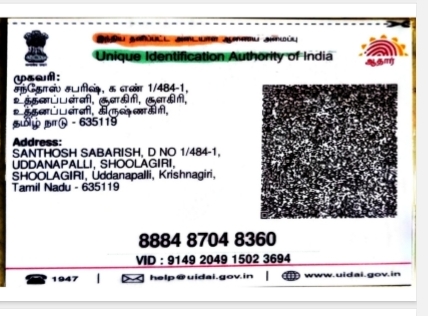 இந்திய தனிப்பட்ட அடையாள ஆணைய அமைப்பு
Unique Identification Authority of India
ஆதார்
முகவரி:
சந்தோஸ் சபரிஷ், க எண் 1/484-1,
உத்தனப்பள்ளி, சூளகிரி, சூளகிரி,
உத்தனப்பள்ளி, கிருஷ்ணகிரி,
தமிழ் நாடு - 635119
Address:
SANTHOSH SABARISH, D NO 1/484-1,
UDDANAPALLI, SHOOLAGIRI,
SHOOLAGIRI, Uddanapalli, Krishnagiri,
Tamil Nadu - 635119
8884 8704 8360
VID : 9149 2049 1502 3694
1947 | help@uidai.gov.in | www.uidai.gov.in